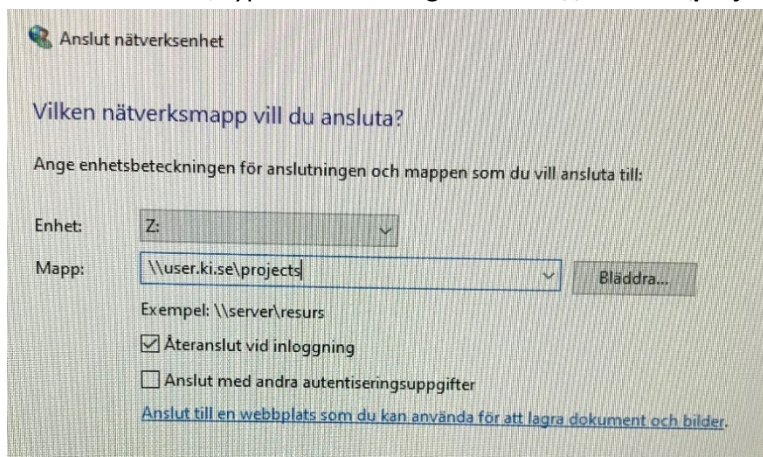 Anslut nätverksenhet
Vilken nätverksmapp vill du ansluta?
Ange enhetsbeteckningen för anslutningen och mappen som du vill ansluta till:
Enhet: Z:
Mapp: \\user.ki.se\projects Bläddra...
Exempel: \\server\resurs
Återanslut vid inloggning
Anslut med andra autentiseringsuppgifter
Anslut till en webbplats som du kan använda för att lagra dokument och bilder.